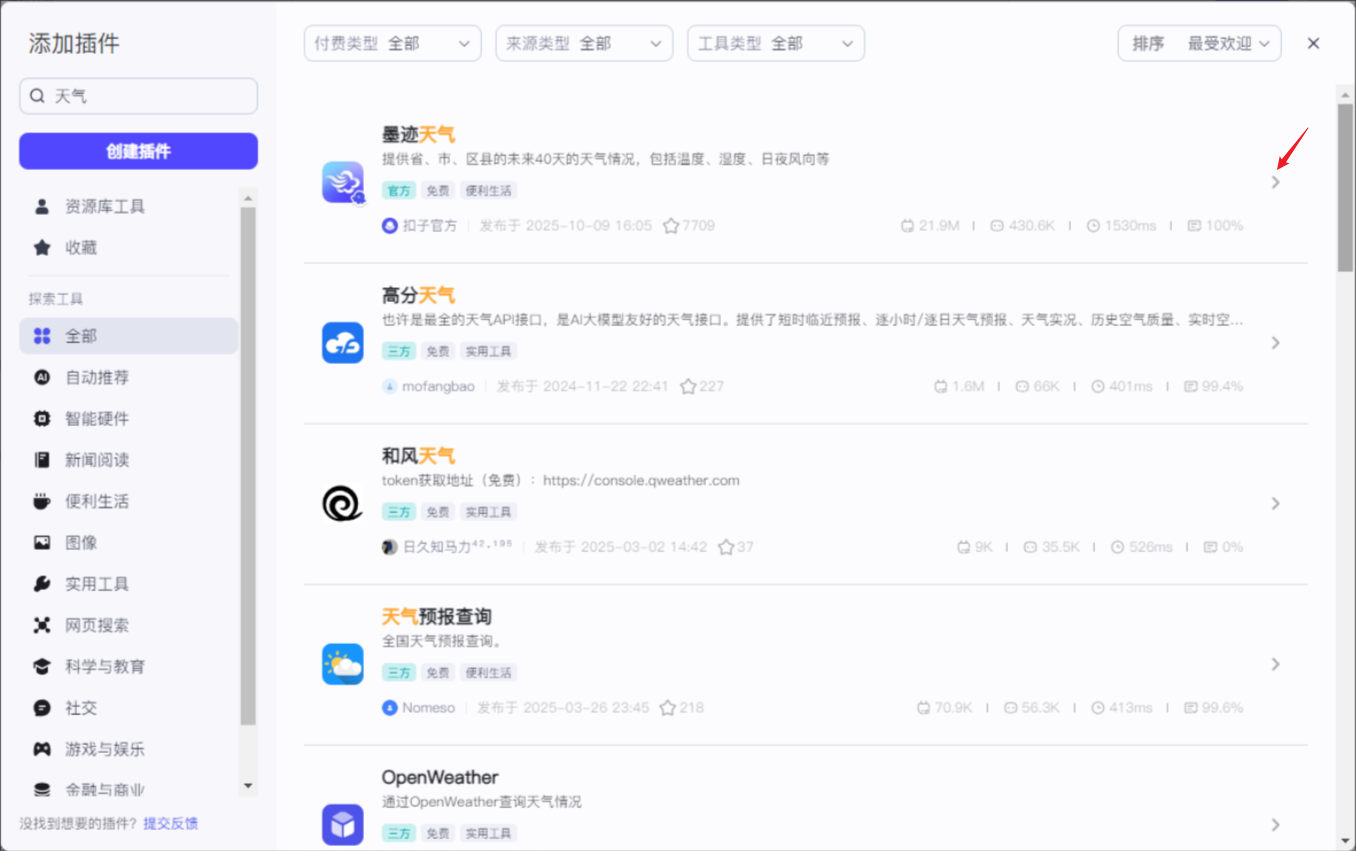 添加插件
天气
创建插件
资源库工具
收藏
探索工具
全部
自动推荐
智能硬件
新闻阅读
便利生活
图像
实用工具
网页搜索
科学与教育
社交
游戏与娱乐
金融与商业
没找到想要的插件? 提交反馈
付费类型 全部 来源类型 全部 工具类型 全部 排序 最受欢迎
墨迹天气
提供省、市、区县的未来40天的天气情况，包括温度、湿度、日夜风向等
官方 免费 便利生活
扣子官方 发布于 2025-10-09 16:05 7709 21.9M 430.6K 1530ms 100%
高分天气
也许是最全的天气API接口，是AI大模型友好的天气接口。提供了短时临近预报、逐小时/逐日天气预报、天气实况、历史空气质量、实时空...
三方 免费 实用工具
mofangbao 发布于 2024-11-22 22:41 227 1.6M 66K 401ms 99.4%
和风天气
token获取地址（免费）：https://console.qweather.com
三方 免费 实用工具
日久知马力⁴²·¹⁹⁵ 发布于 2025-03-02 14:42 37 9K 35.5K 526ms 0%
天气预报查询
全国天气预报查询。
三方 免费 便利生活
Nomeso 发布于 2025-03-26 23:45 218 70.9K 56.3K 413ms 99.6%
OpenWeather
通过OpenWeather查询天气情况
三方 免费 实用工具